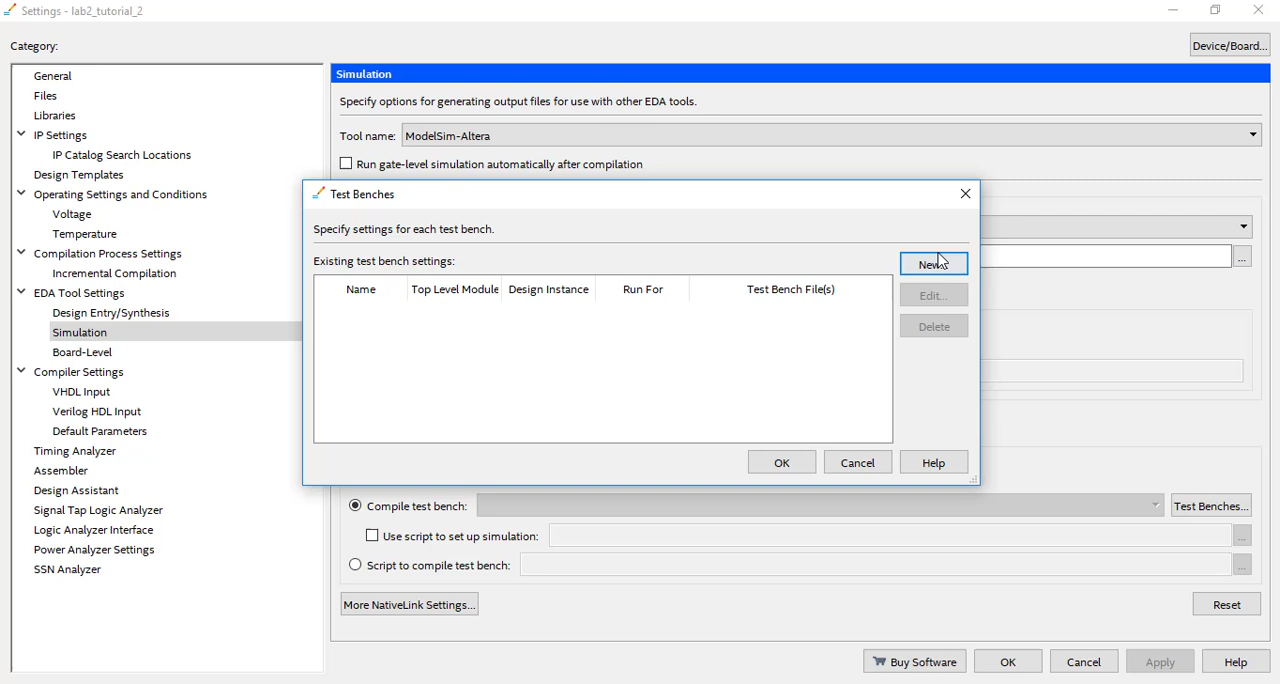 Settings - lab2_tutorial_2
Category:
Device/Board...
General
Files
Libraries
IP Settings
IP Catalog Search Locations
Design Templates
Operating Settings and Conditions
Voltage
Temperature
Compilation Process Settings
Incremental Compilation
EDA Tool Settings
Design Entry/Synthesis
Simulation
Board-Level
Compiler Settings
VHDL Input
Verilog HDL Input
Default Parameters
Timing Analyzer
Assembler
Design Assistant
Signal Tap Logic Analyzer
Logic Analyzer Interface
Power Analyzer Settings
SSN Analyzer
Simulation
Specify options for generating output files for use with other EDA tools.
Tool name: ModelSim-Altera
Run gate-level simulation automatically after compilation
Test Benches
Specify settings for each test bench.
Existing test bench settings:
Name Top Level Module Design Instance Run For Test Bench File(s)
New
Edit...
Delete
OK Cancel Help
...
Compile test bench: Test Benches...
Use script to set up simulation: ...
Script to compile test bench: ...
More NativeLink Settings... Reset
Buy Software OK Cancel Apply Help